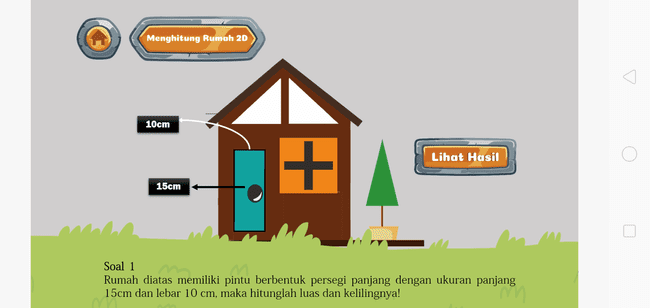 Menghitung Rumah 2D
10cm
15cm
Lihat Hasil
Soal 1
Rumah diatas memiliki pintu berbentuk persegi panjang dengan ukuran panjang
15cm dan lebar 10 cm, maka hitunglah luas dan kelilingnya!